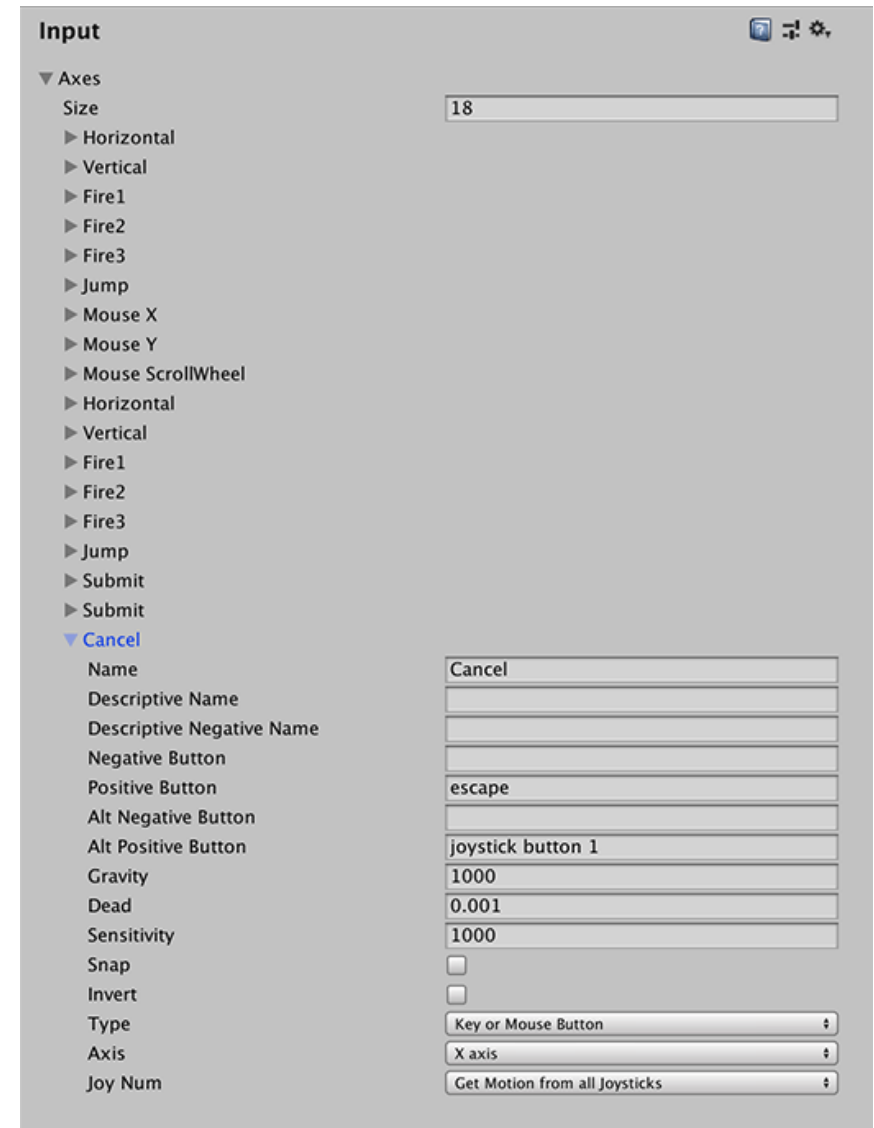 Input
Axes
Size 18
Horizontal
Vertical
Fire1
Fire2
Fire3
Jump
Mouse X
Mouse Y
Mouse ScrollWheel
Horizontal
Vertical
Fire1
Fire2
Fire3
Jump
Submit
Submit
Cancel
Name Cancel
Descriptive Name
Descriptive Negative Name
Negative Button
Positive Button escape
Alt Negative Button
Alt Positive Button joystick button 1
Gravity 1000
Dead 0.001
Sensitivity 1000
Snap
Invert
Type Key or Mouse Button
Axis X axis
Joy Num Get Motion from all Joysticks